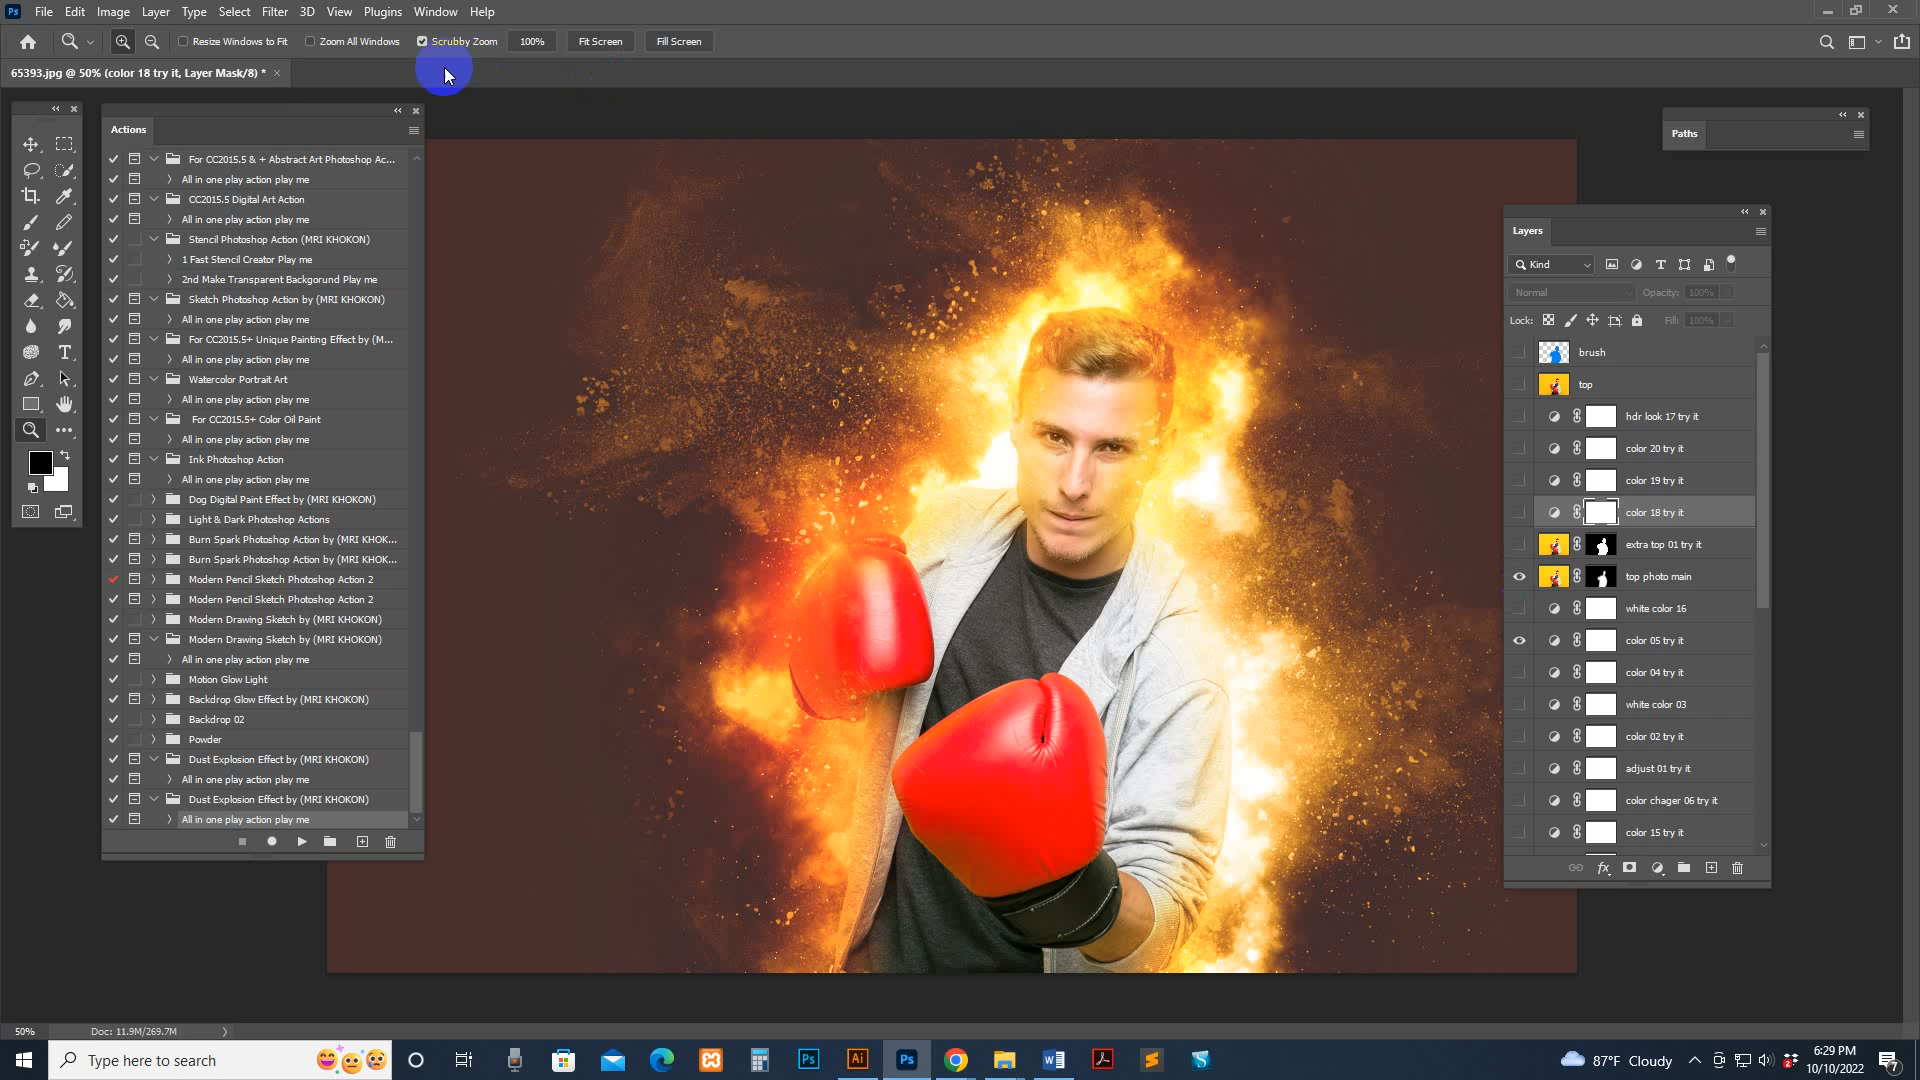 Ps File Edit Image Layer Type Select Filter 3D View Plugins Window Help
Resize Windows to Fit Zoom All Windows Scrubby Zoom 100% Fit Screen Fill Screen
65393.jpg @ 50% (color 18 try it, Layer Mask/8) *
Actions
For CC2015.5 & + Abstract Art Photoshop Ac...
All in one play action play me
CC2015.5 Digital Art Action
All in one play action play me
Stencil Photoshop Action (MRI KHOKON)
1 Fast Stencil Creator Play me
2nd Make Transparent Backgorund Play me
Sketch Photoshop Action by (MRI KHOKON)
All in one play action play me
For CC2015.5+ Unique Painting Effect by (M...
All in one play action play me
Watercolor Portrait Art
All in one play action play me
For CC2015.5+ Color Oil Paint
All in one play action play me
Ink Photoshop Action
All in one play action play me
Dog Digital Paint Effect by (MRI KHOKON)
Light & Dark Photoshop Actions
Burn Spark Photoshop Action by (MRI KHOK...
Burn Spark Photoshop Action by (MRI KHOK...
Modern Pencil Sketch Photoshop Action 2
Modern Pencil Sketch Photoshop Action 2
Modern Drawing Sketch by (MRI KHOKON)
Modern Drawing Sketch by (MRI KHOKON)
All in one play action play me
Motion Glow Light
Backdrop Glow Effect by (MRI KHOKON)
Backdrop 02
Powder
Dust Explosion Effect by (MRI KHOKON)
All in one play action play me
Dust Explosion Effect by (MRI KHOKON)
All in one play action play me
Paths
Layers
Kind
Normal Opacity: 100%
Lock: Fill: 100%
brush
top
hdr look 17 try it
color 20 try it
color 19 try it
color 18 try it
extra top 01 try it
top photo main
white color 16
color 05 try it
color 04 try it
white color 03
color 02 try it
adjust 01 try it
color chager 06 try it
color 15 try it
fx
50% Doc: 11.9M/269.7M
Type here to search
Ps Ai Ps
87°F Cloudy
2
6:29 PM
10/10/2022
7